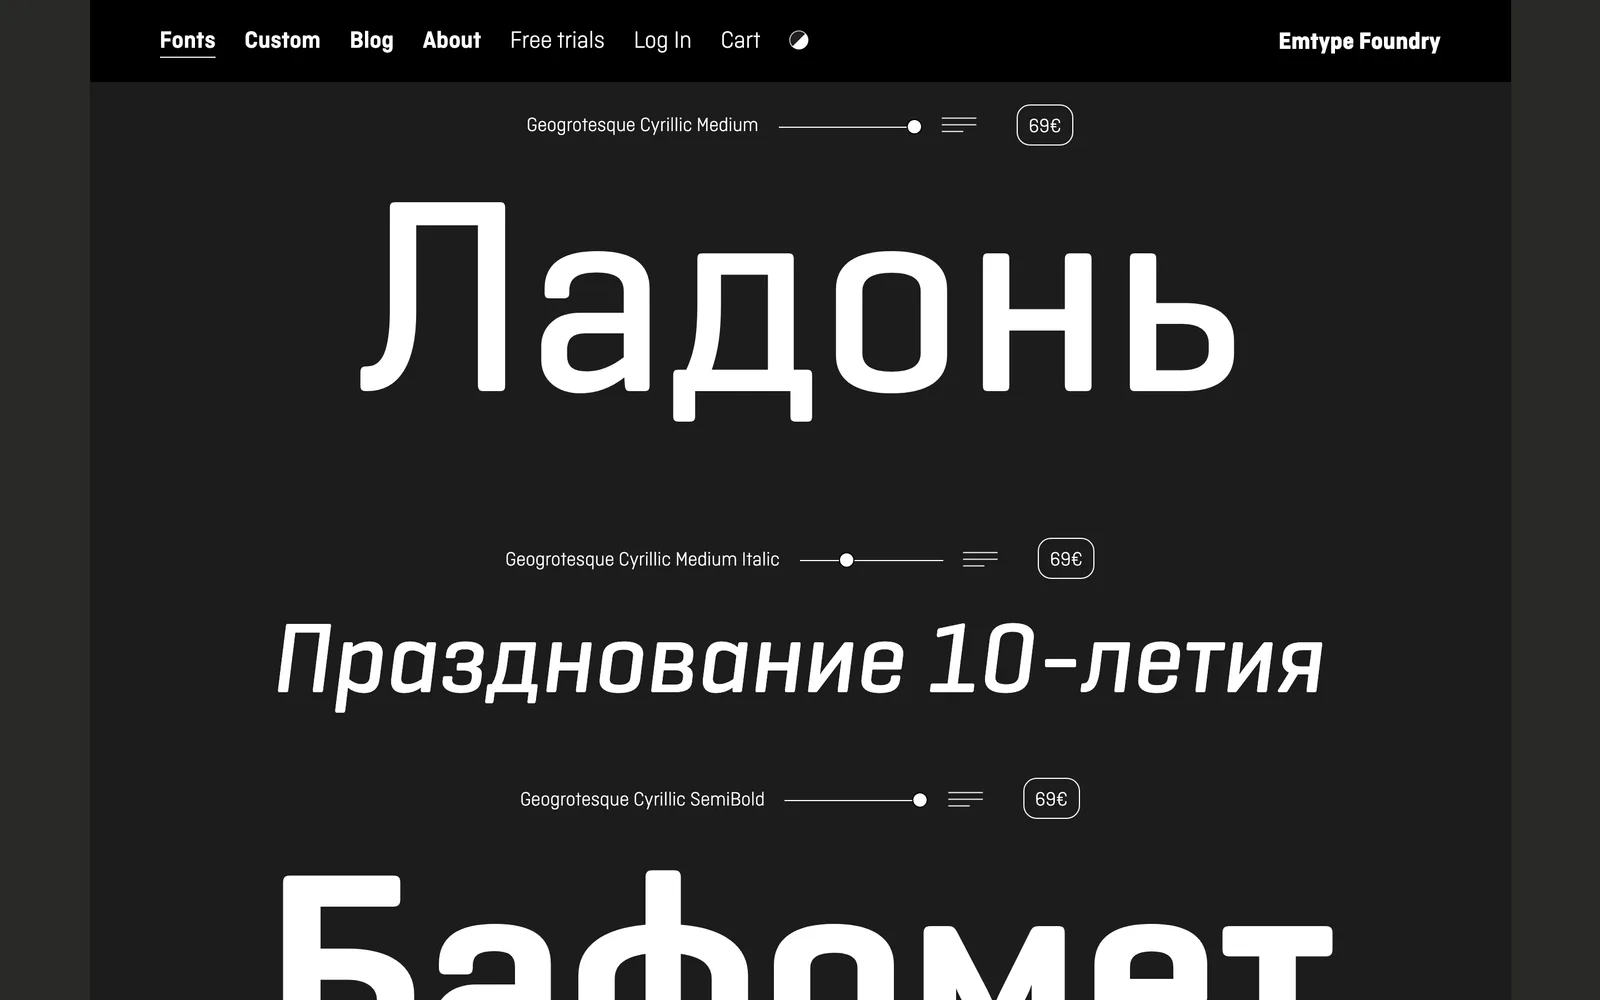 Fonts Custom Blog About Free trials Log In Cart Emtype Foundry
Geogrotesque Cyrillic Medium 69€
Ладонь
Geogrotesque Cyrillic Medium Italic 69€
Празднование 10-летия
Geogrotesque Cyrillic SemiBold 69€
Бафомет